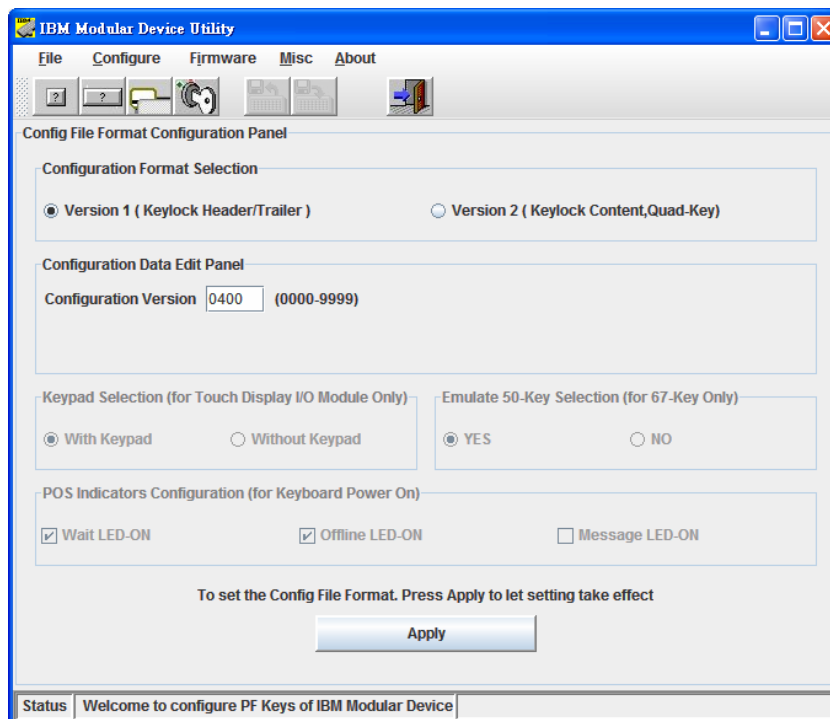 IBM Modular Device Utility
File Configure Firmware Misc About
Config File Format Configuration Panel
Configuration Format Selection
Version 1 ( Keylock Header/Trailer ) Version 2 ( Keylock Content,Quad-Key)
Configuration Data Edit Panel
Configuration Version 0400 (0000-9999)
Keypad Selection (for Touch Display I/O Module Only) Emulate 50-Key Selection (for 67-Key Only)
With Keypad Without Keypad YES NO
POS Indicators Configuration (for Keyboard Power On)
Wait LED-ON Offline LED-ON Message LED-ON
To set the Config File Format. Press Apply to let setting take effect
Apply
Status Welcome to configure PF Keys of IBM Modular Device